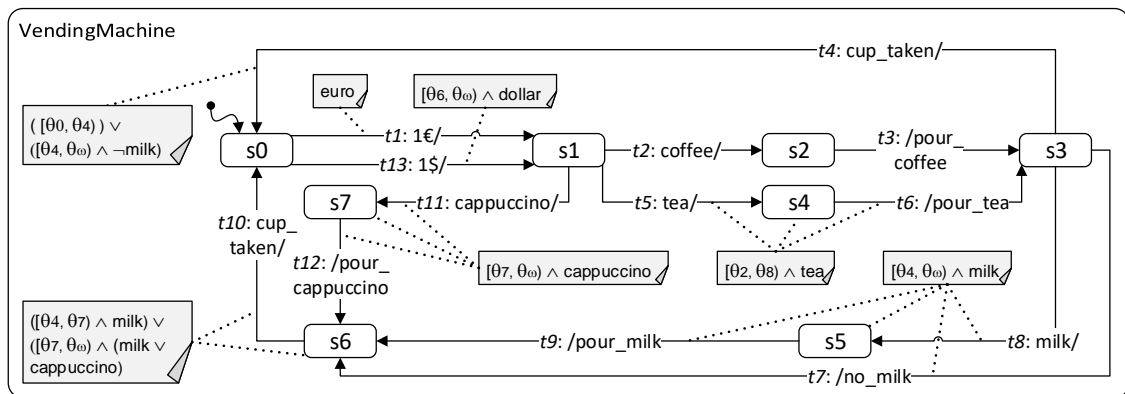 VendingMachine
t4: cup_taken/
euro
[θ6, θω) ∧ dollar
( [θ0, θ4) ) ∨
([θ4, θω) ∧ ¬milk)
t1: 1€/
t13: 1$/
s0
s1
t2: coffee/
s2
t3: /pour_
coffee
s3
s7
t11: cappuccino/
t5: tea/
s4
t6: /pour_tea
t10: cup_
taken/
t12: /pour_
cappuccino
[θ7, θω) ∧ cappuccino
[θ2, θ8) ∧ tea
[θ4, θω) ∧ milk
([θ4, θ7) ∧ milk) ∨
([θ7, θω) ∧ (milk ∨
cappuccino)
s6
t9: /pour_milk
s5
t8: milk/
t7: /no_milk